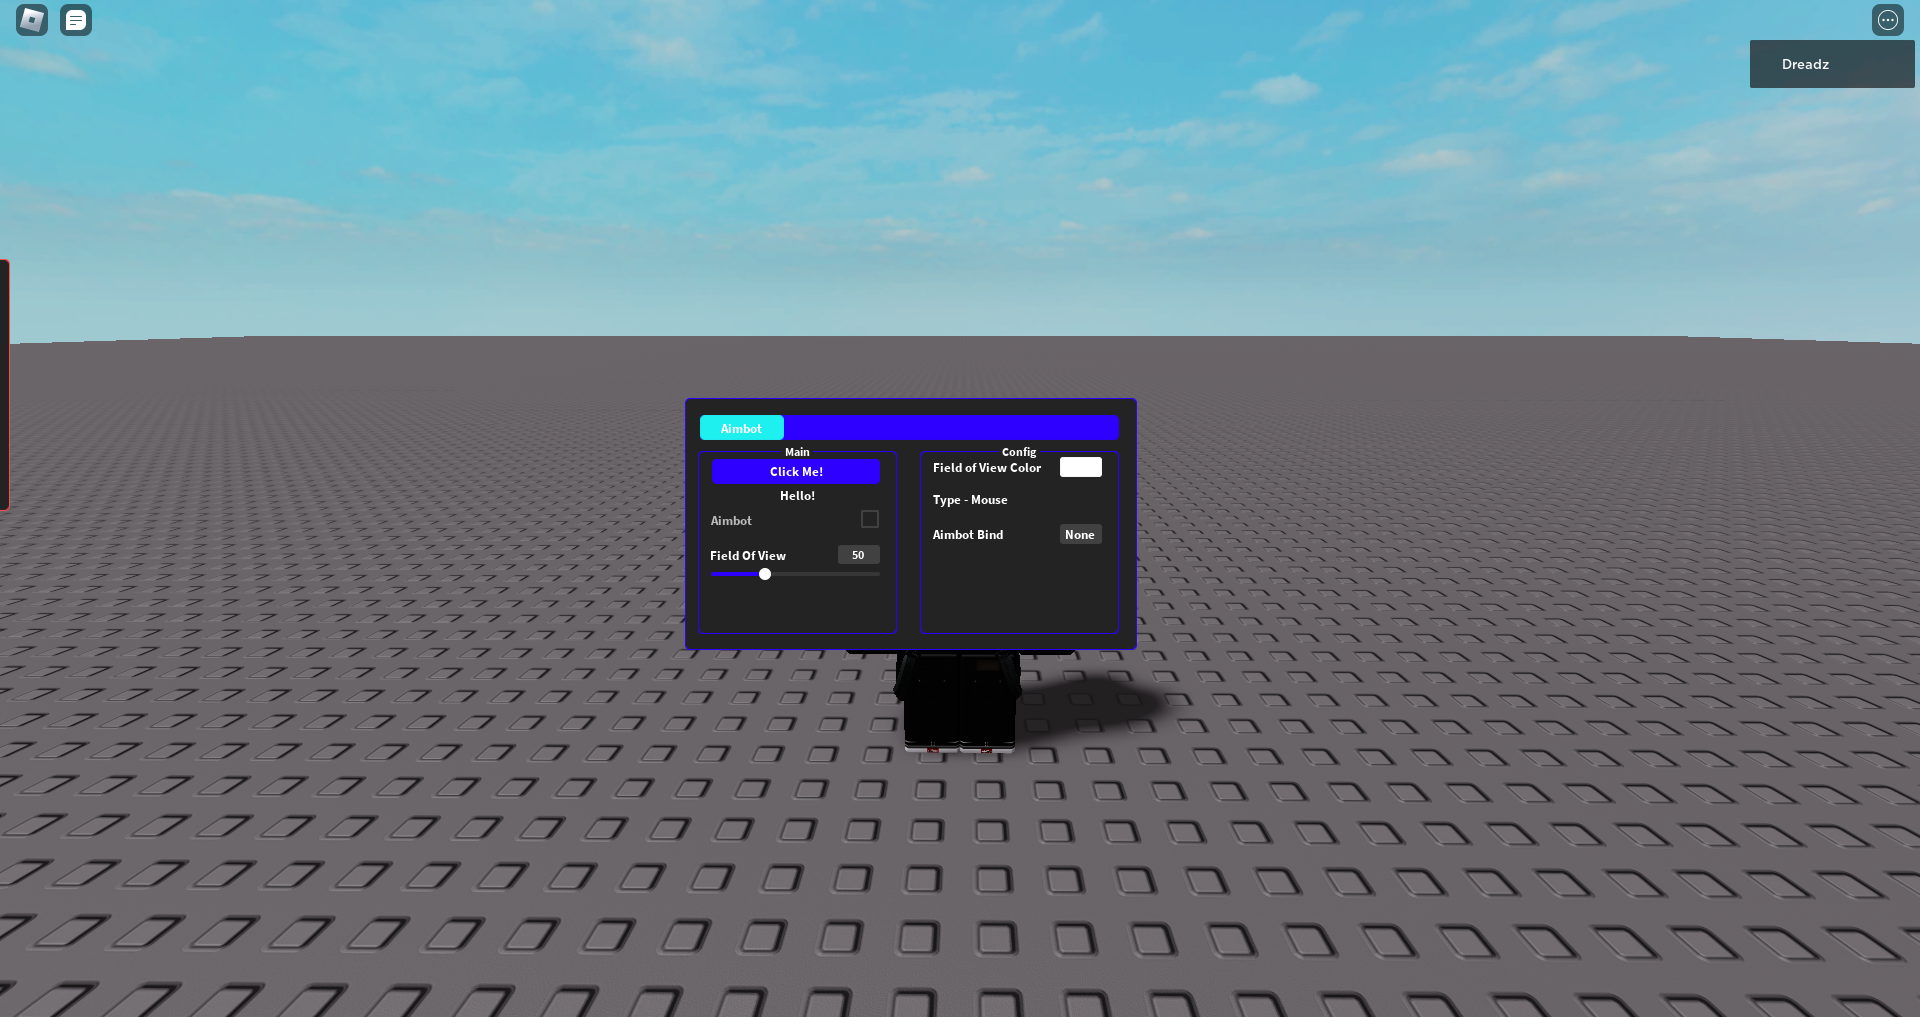 Dreadz
Aimbot
Main
Click Me!
Hello!
Aimbot
Field Of View 50
Config
Field of View Color
Type - Mouse
Aimbot Bind None